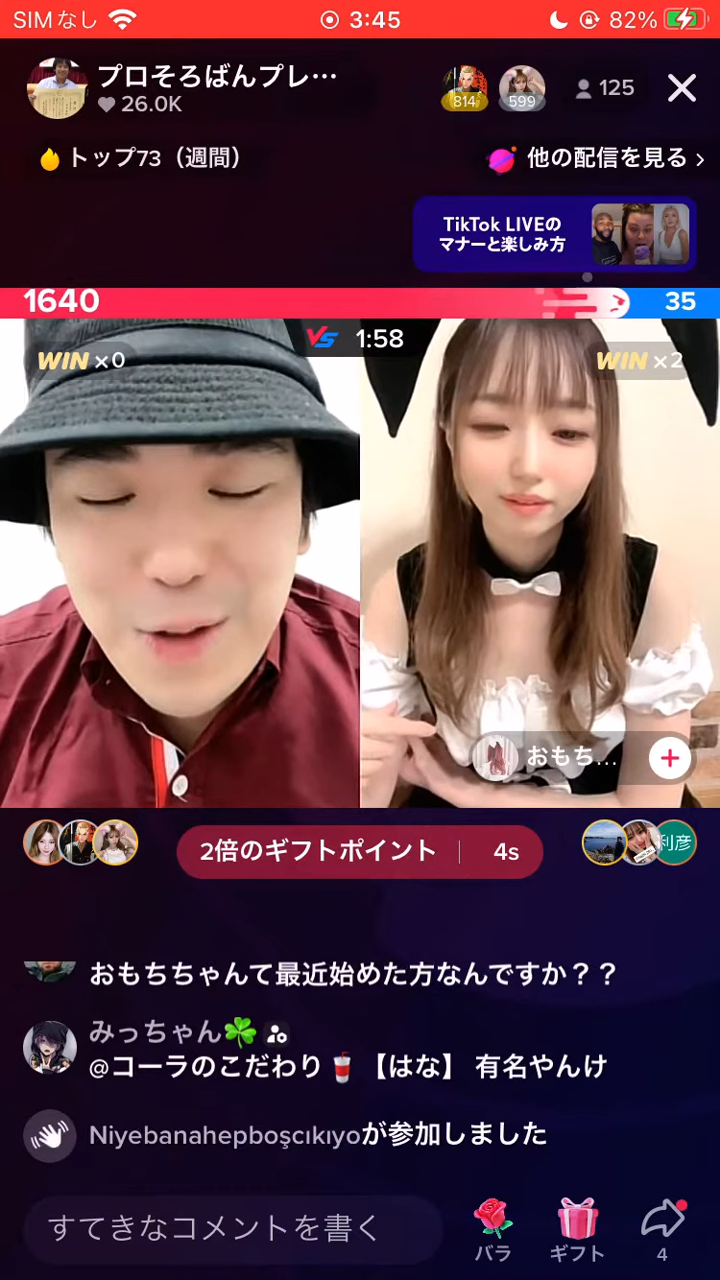 SIMなし 3:45 82%
プロそろばんプレ…
26.0K
814 599 125
トップ73（週間） 他の配信を見る
TikTok LIVEの
マナーと楽しみ方
1640 35
VS 1:58
WIN x0 WIN x2
おもち…
2倍のギフトポイント 4s
利彦
おもちちゃんて最近始めた方なんですか？？
みっちゃん☘️
@コーラのこだわり🥤【はな】 有名やんけ
Niyebanahepboşcıkıyoが参加しました
すてきなコメントを書く
バラ ギフト 4